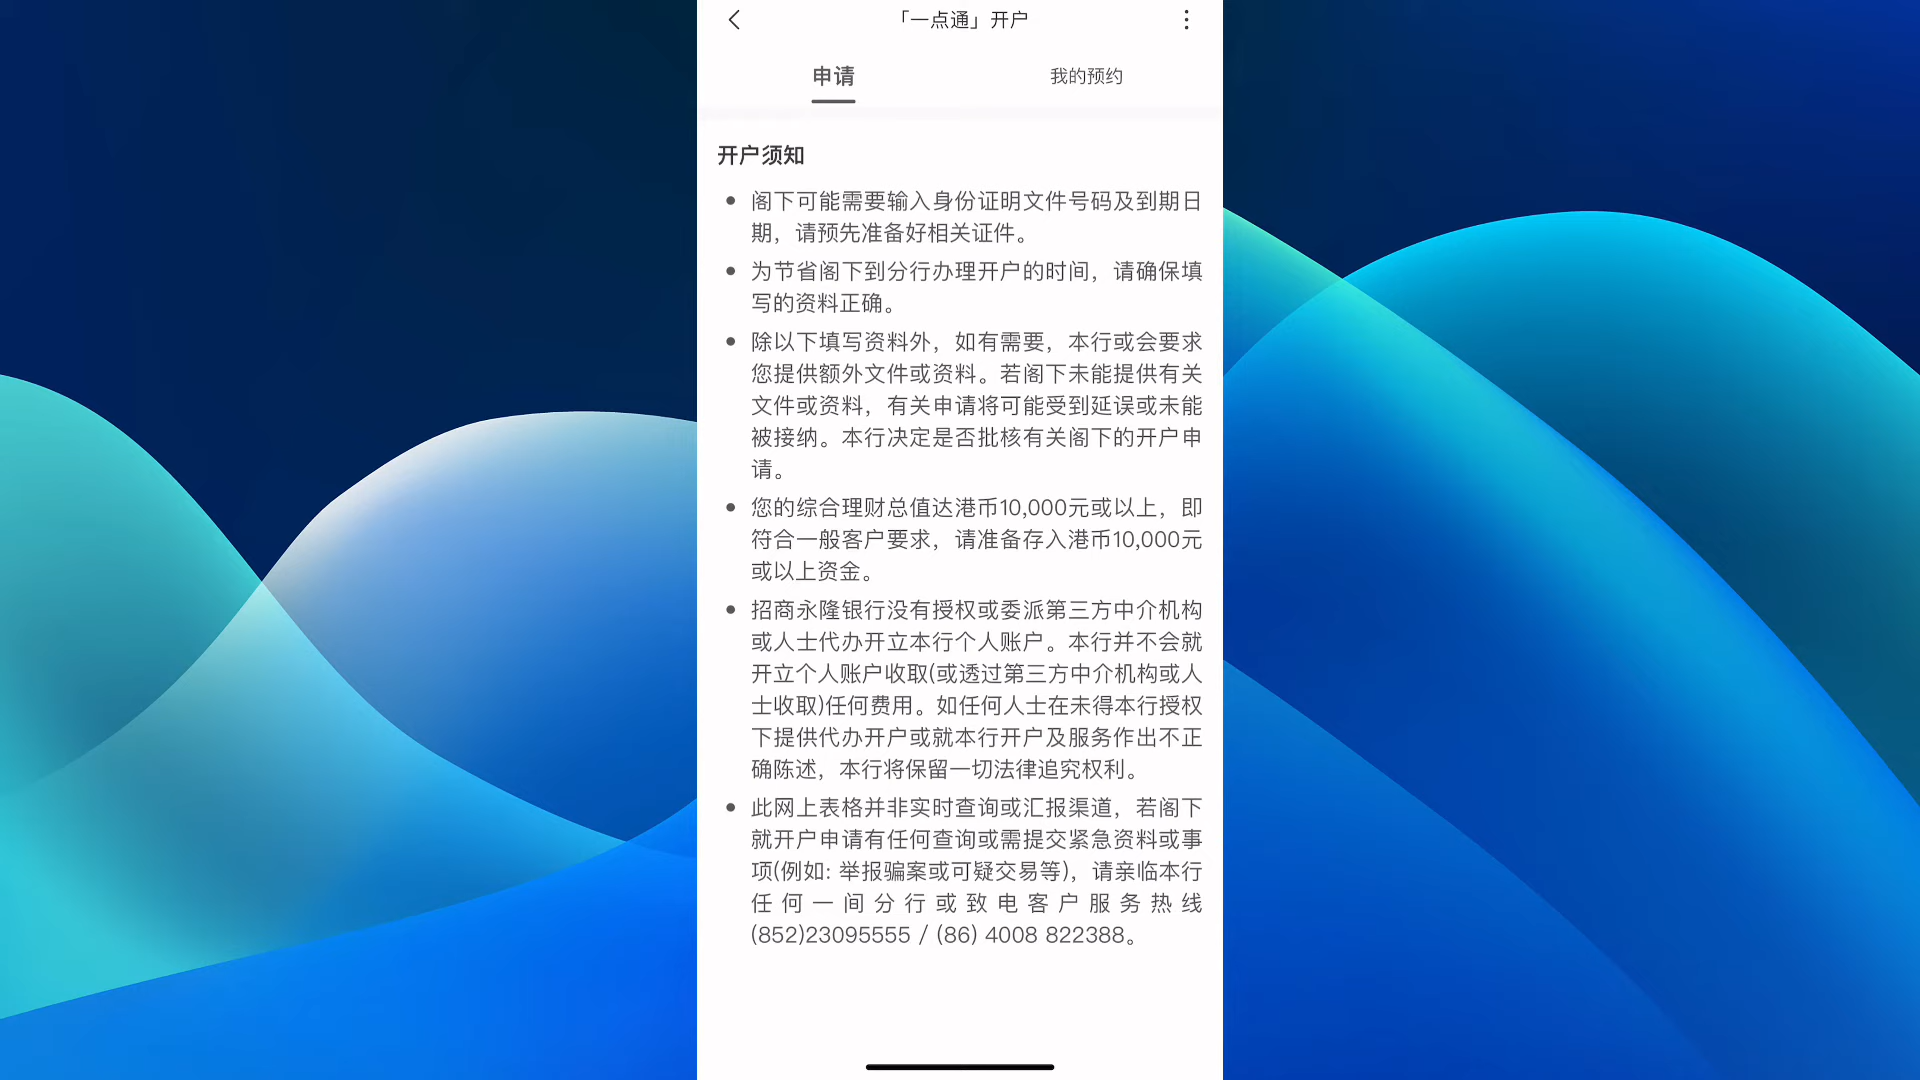 「一点通」开户
申请
我的预约
开户须知
阁下可能需要输入身份证明文件号码及到期日
期，请预先准备好相关证件。
为节省阁下到分行办理开户的时间，请确保填
写的资料正确。
除以下填写资料外，如有需要，本行或会要求
您提供额外文件或资料。若阁下未能提供有关
文件或资料，有关申请将可能受到延误或未能
被接纳。本行决定是否批核有关阁下的开户申
请。
您的综合理财总值达港币10,000元或以上，即
符合一般客户要求，请准备存入港币10,000元
或以上资金。
招商永隆银行没有授权或委派第三方中介机构
或人士代办开立本行个人账户。本行并不会就
开立个人账户收取(或透过第三方中介机构或人
士收取)任何费用。如任何人士在未得本行授权
下提供代办开户或就本行开户及服务作出不正
确陈述，本行将保留一切法律追究权利。
此网上表格并非实时查询或汇报渠道，若阁下
就开户申请有任何查询或需提交紧急资料或事
项(例如: 举报骗案或可疑交易等)，请亲临本行
任何一间分行或致电客户服务热线
(852)23095555 / (86) 4008 822388。